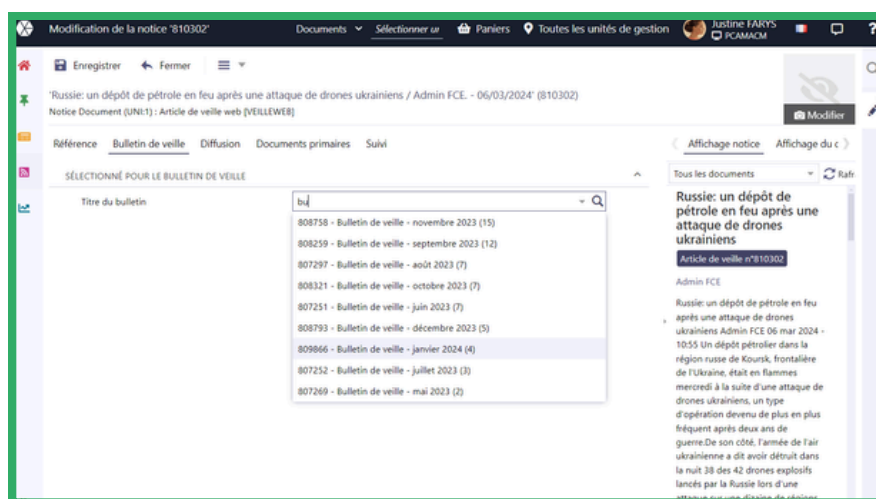 Modification de la notice '810302'
Documents
Sélectionner ur
Paniers
Toutes les unités de gestion
Justine FARYS
PCAMACM
?
Enregistrer
Fermer
'Russie: un dépôt de pétrole en feu après une attaque de drones ukrainiens / Admin FCE. - 06/03/2024' (810302)
Notice Document (UNI:1) : Article de veille web [VEILLEWEB]
Modifier
Référence
Bulletin de veille
Diffusion
Documents primaires
Suivi
SÉLECTIONNÉ POUR LE BULLETIN DE VEILLE
Titre du bulletin
bu
808758 - Bulletin de veille - novembre 2023 (15)
808259 - Bulletin de veille - septembre 2023 (12)
807297 - Bulletin de veille - août 2023 (7)
808321 - Bulletin de veille - octobre 2023 (7)
807251 - Bulletin de veille - juin 2023 (7)
808793 - Bulletin de veille - décembre 2023 (5)
809866 - Bulletin de veille - janvier 2024 (4)
807252 - Bulletin de veille - juillet 2023 (3)
807269 - Bulletin de veille - mai 2023 (2)
Affichage notice
Affichage du c
Tous les documents
Rafr
Russie: un dépôt de
pétrole en feu après une
attaque de drones
ukrainiens
Article de veille n°810302
Admin FCE
Russie: un dépôt de pétrole en feu
après une attaque de drones
ukrainiens Admin FCE 06 mar 2024 -
10:55 Un dépôt pétrolier dans la
région russe de Koursk, frontalière
de l'Ukraine, était en flammes
mercredi à la suite d'une attaque de
drones ukrainiens, un type
d'opération devenu de plus en plus
fréquent après deux ans de
guerre.De son côté, l'armée de l'air
ukrainienne a dit avoir détruit dans
la nuit 38 des 42 drones explosifs
lancés par la Russie lors d'une
attaque sur une dizaine de régions